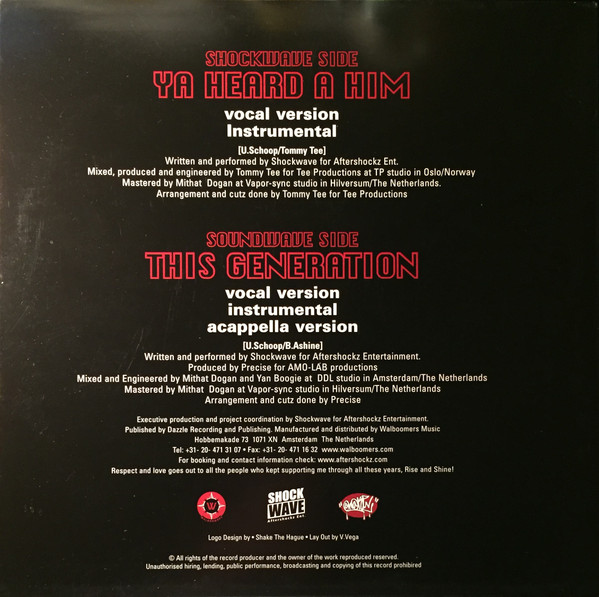 SHOCKWAVE SIDE
YA HEARD A HIM
vocal version
Instrumental
[U.Schoop/Tommy Tee]
Written and performed by Shockwave for Aftershockz Ent.
Mixed, produced and engineered by Tommy Tee for Tee Productions at TP studio in Oslo/Norway
Mastered by Mithat Dogan at Vapor-sync studio in Hilversum/The Netherlands.
Arrangement and cutz done by Tommy Tee for Tee Productions
SOUNDWAVE SIDE
THIS GENERATION
vocal version
instrumental
acappella version
[U.Schoop/B.Ashine]
Written and performed by Shockwave for Aftershockz Entertainment.
Produced by Precise for AMO-LAB productions
Mixed and Engineered by Mithat Dogan and Yan Boogie at DDL studio in Amsterdam/The Netherlands
Mastered by Mithat Dogan at Vapor-sync studio in Hilversum/The Netherlands
Arrangement and cutz done by Precise
Executive production and project coordination by Shockwave for Aftershockz Entertainment.
Published by Dazzle Recording and Publishing. Manufactured and distributed by Walboomers Music
Hobbemakade 73 1071 XN Amsterdam The Netherlands
Tel: +31- 20- 471 31 07 • Fax: +31- 20- 471 16 32 www.walboomers.com
For booking and contact information check: www.aftershockz.com
Respect and love goes out to all the people who kept supporting me through all these years, Rise and Shine!
SHOCK
WAVE
Aftershockz Ent.
Logo Design by • Shake The Hague • Lay Out by V.Vega
© All rights of the record producer and the owner of the work reproduced reserved.
Unauthorised hiring, lending, public performance, broadcasting and copying of this record prohibited